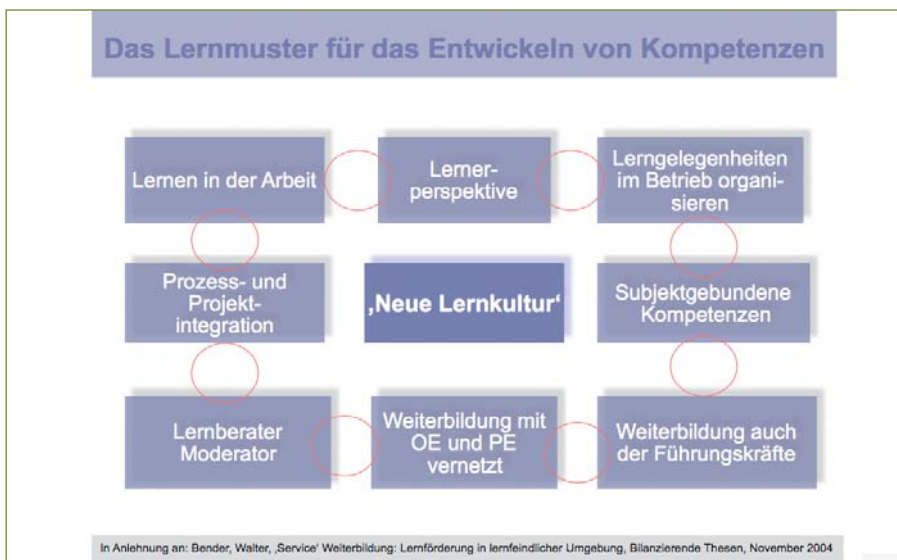 Das Lernmuster für das Entwickeln von Kompetenzen
Lernen in der Arbeit
Lerner-
perspektive
Lerngelegenheiten
im Betrieb organi-
sieren
Prozess- und
Projekt-
integration
‚Neue Lernkultur‘
Subjektgebundene
Kompetenzen
Lernberater
Moderator
Weiterbildung mit
OE und PE
vernetzt
Weiterbildung auch
der Führungskräfte
In Anlehnung an: Bender, Walter, ‚Service‘ Weiterbildung: Lernförderung in lernfeindlicher Umgebung, Bilanzierende Thesen, November 2004